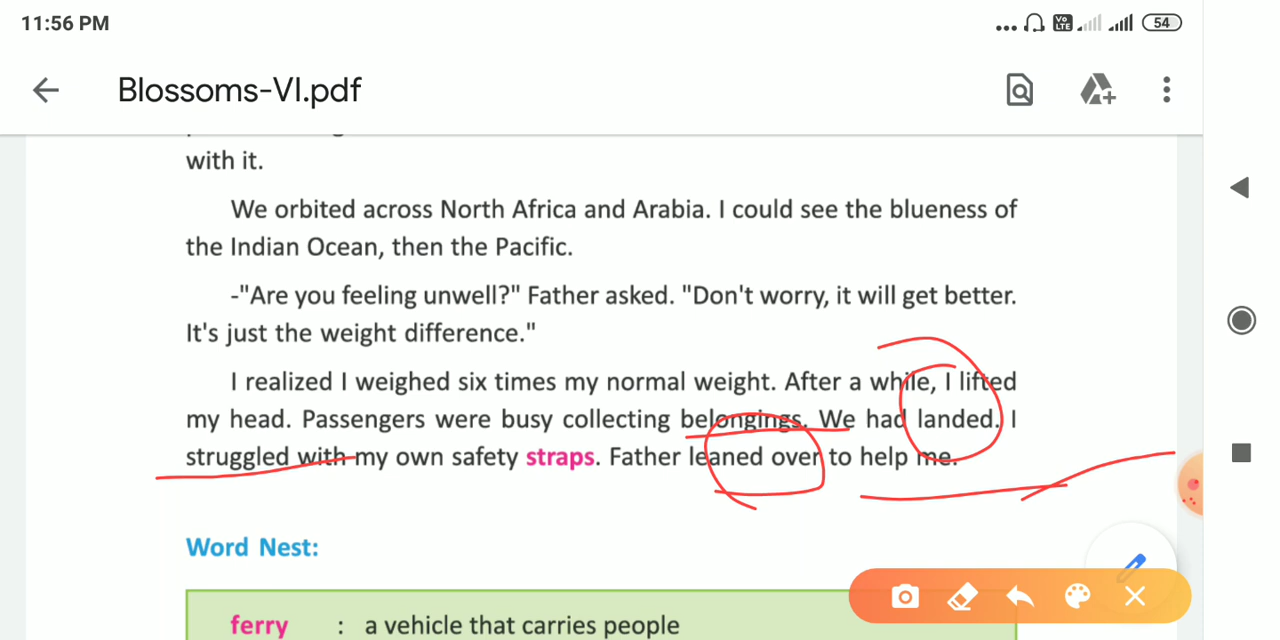 11:56 PM
Vo LTE 54
Blossoms-VI.pdf
with it.
We orbited across North Africa and Arabia. I could see the blueness of
the Indian Ocean, then the Pacific.
-"Are you feeling unwell?" Father asked. "Don't worry, it will get better.
It's just the weight difference."
I realized I weighed six times my normal weight. After a while, I lifted
my head. Passengers were busy collecting belongings. We had landed. I
struggled with my own safety straps. Father leaned over to help me.
Word Nest:
ferry : a vehicle that carries people